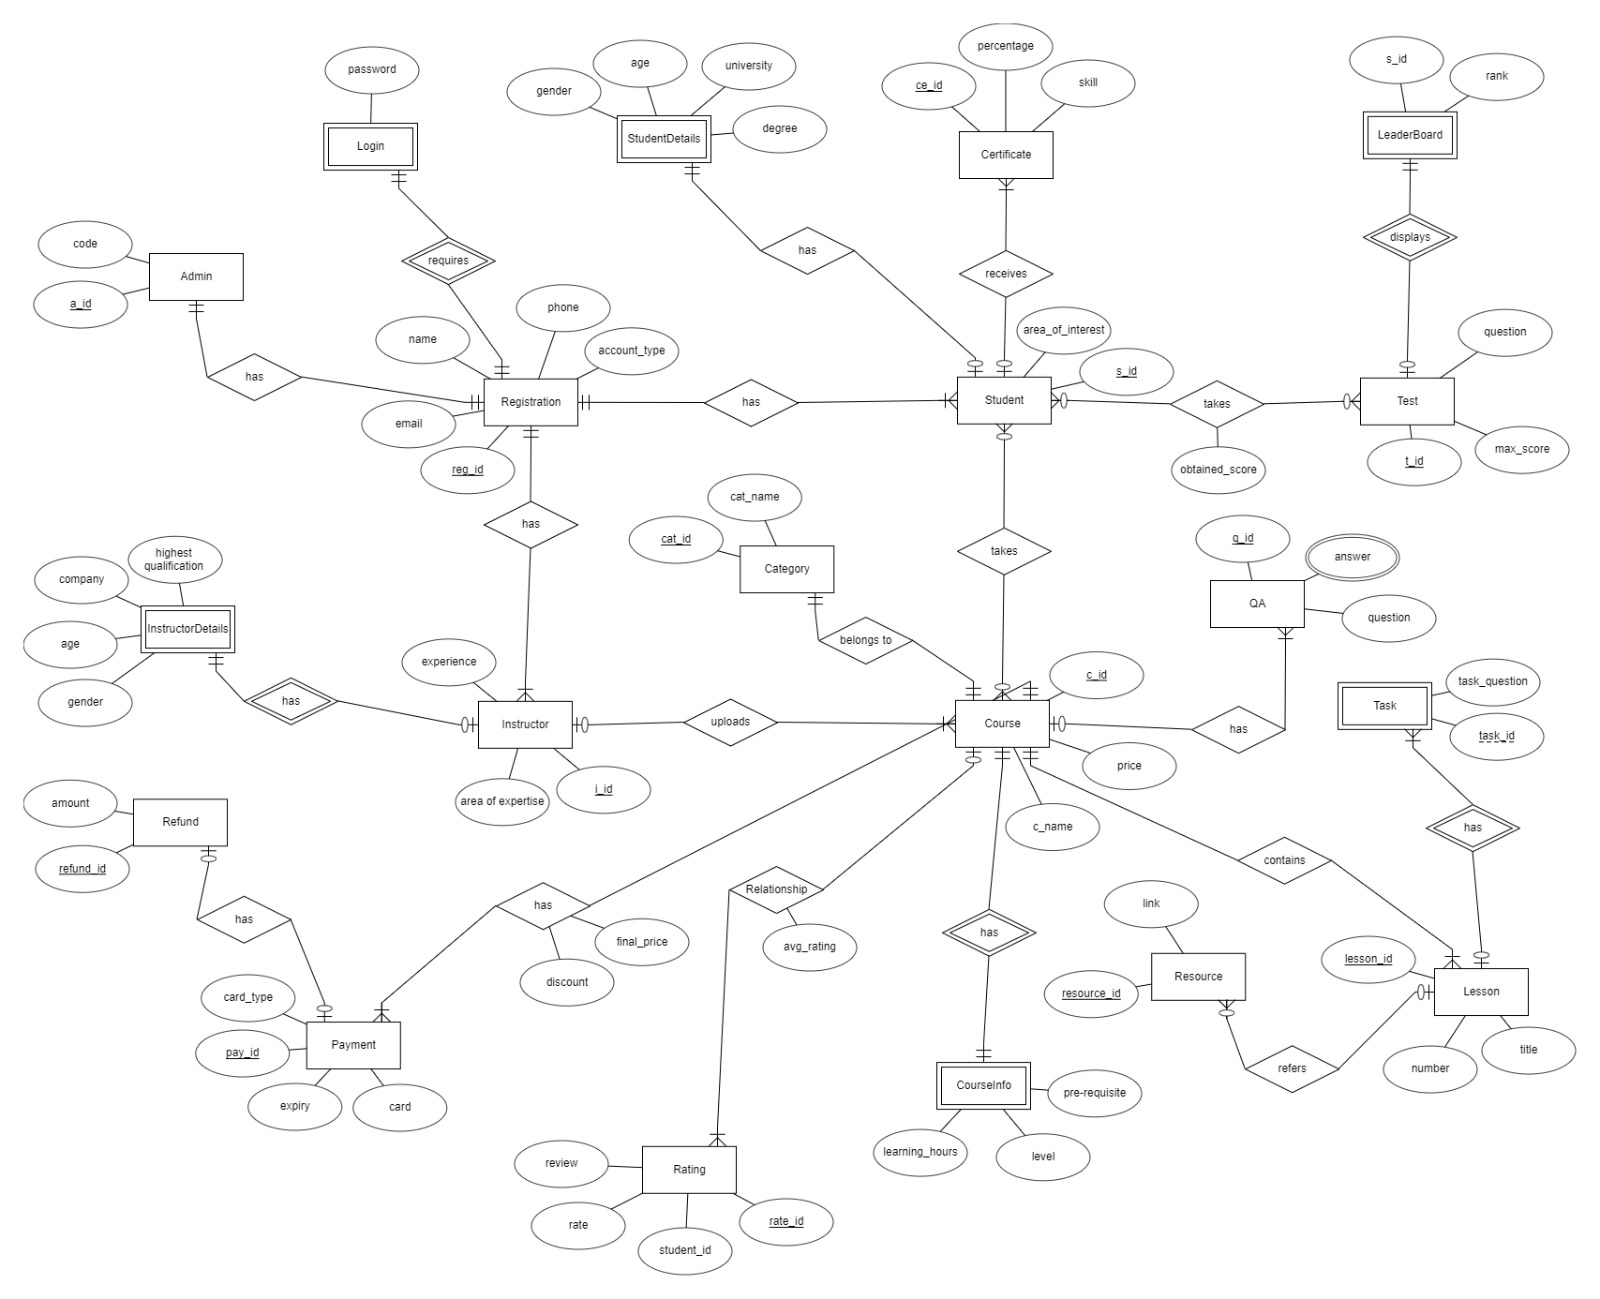 percentage
s_id
age
university
password
rank
ce_id
skill
gender
degree
StudentDetails
LeaderBoard
Login
Certificate
code
displays
has
requires
Admin
receives
a_id
phone
area_of_interest
question
name
account_type
s_id
has
Registration
has
Student
takes
Test
email
reg_id
obtained_score
t_id
max_score
cat_name
has
cat_id
q_id
highest
qualification
takes
answer
company
Category
QA
question
InstructorDetails
age
belongs to
experience
c_id
task_question
gender
has
Instructor
uploads
Course
has
Task
task_id
price
i_id
amount
area of expertise
Refund
c_name
has
refund_id
contains
Relationship
link
has
has
final_price
avg_rating
has
lesson_id
discount
Resource
card_type
resource_id
Lesson
pay_id
Payment
title
number
refers
expiry
card
CourseInfo
pre-requisite
learning_hours
level
review
Rating
rate
rate_id
student_id